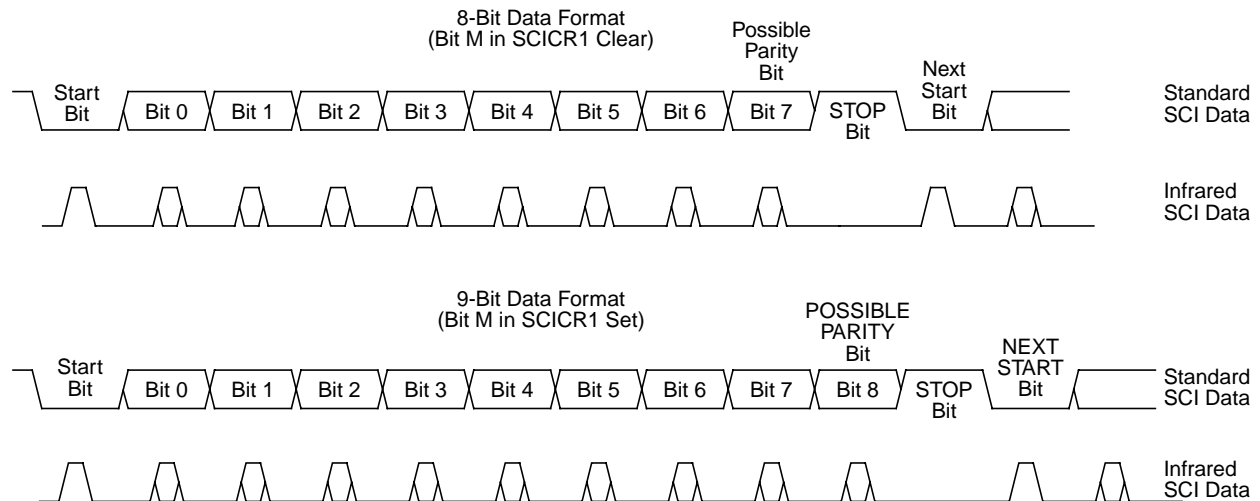 8-Bit Data Format
(Bit M in SCICR1 Clear)
Possible
Parity
Bit
Start
Bit
Bit 0
Bit 1
Bit 2
Bit 3
Bit 4
Bit 5
Bit 6
Bit 7
STOP
Bit
Next
Start
Bit
Standard
SCI Data
Infrared
SCI Data
9-Bit Data Format
(Bit M in SCICR1 Set)
POSSIBLE
PARITY
Bit
Start
Bit
Bit 0
Bit 1
Bit 2
Bit 3
Bit 4
Bit 5
Bit 6
Bit 7
Bit 8
STOP
Bit
NEXT
START
Bit
Standard
SCI Data
Infrared
SCI Data